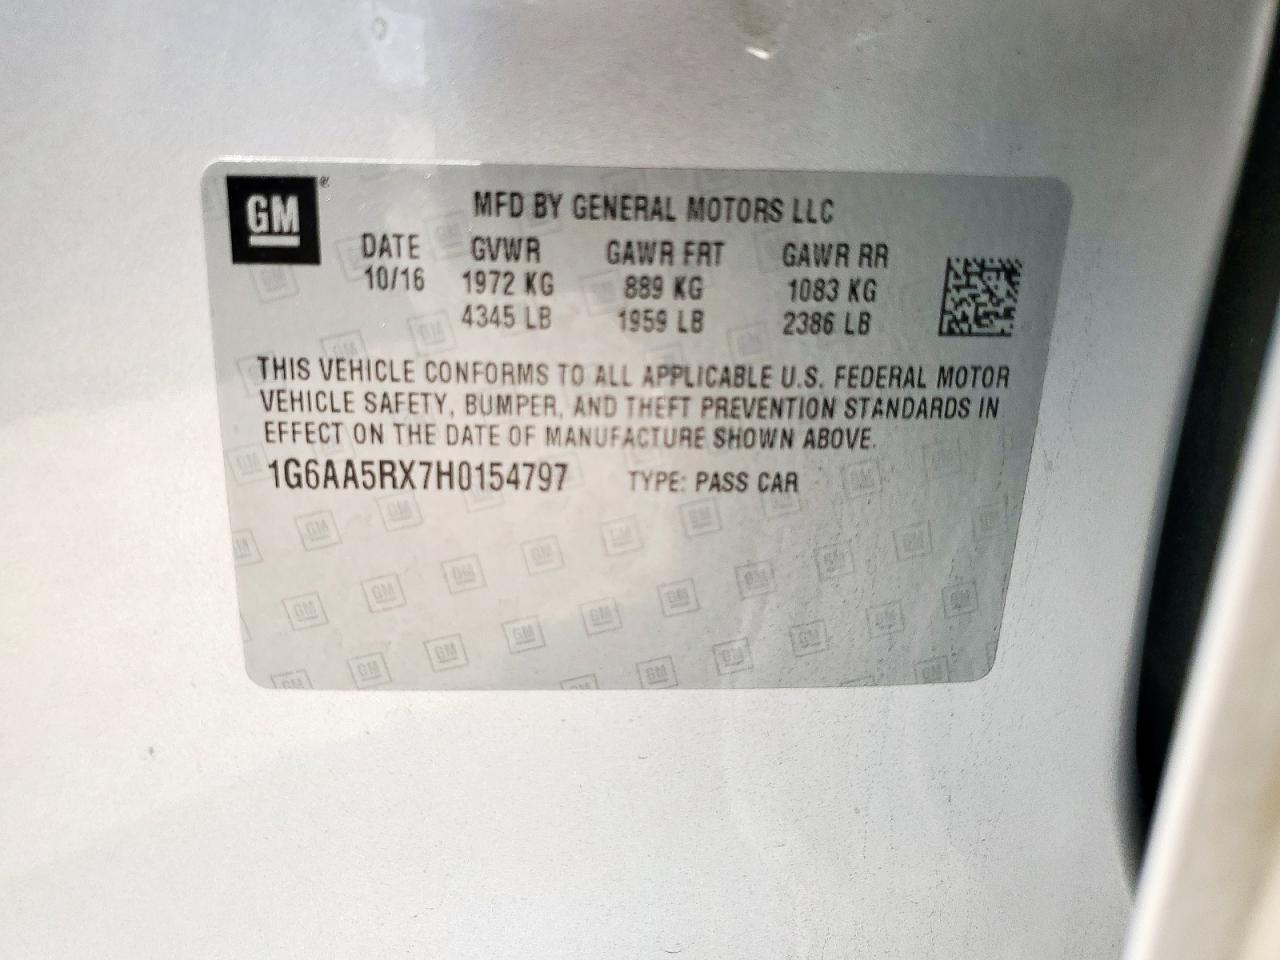 GM®
MFD BY GENERAL MOTORS LLC
DATE GVWR GAWR FRT GAWR RR
10/16 1972 KG 889 KG 1083 KG
4345 LB 1959 LB 2386 LB
THIS VEHICLE CONFORMS TO ALL APPLICABLE U.S. FEDERAL MOTOR
VEHICLE SAFETY, BUMPER, AND THEFT PREVENTION STANDARDS IN
EFFECT ON THE DATE OF MANUFACTURE SHOWN ABOVE.
1G6AA5RX7H0154797 TYPE: PASS CAR